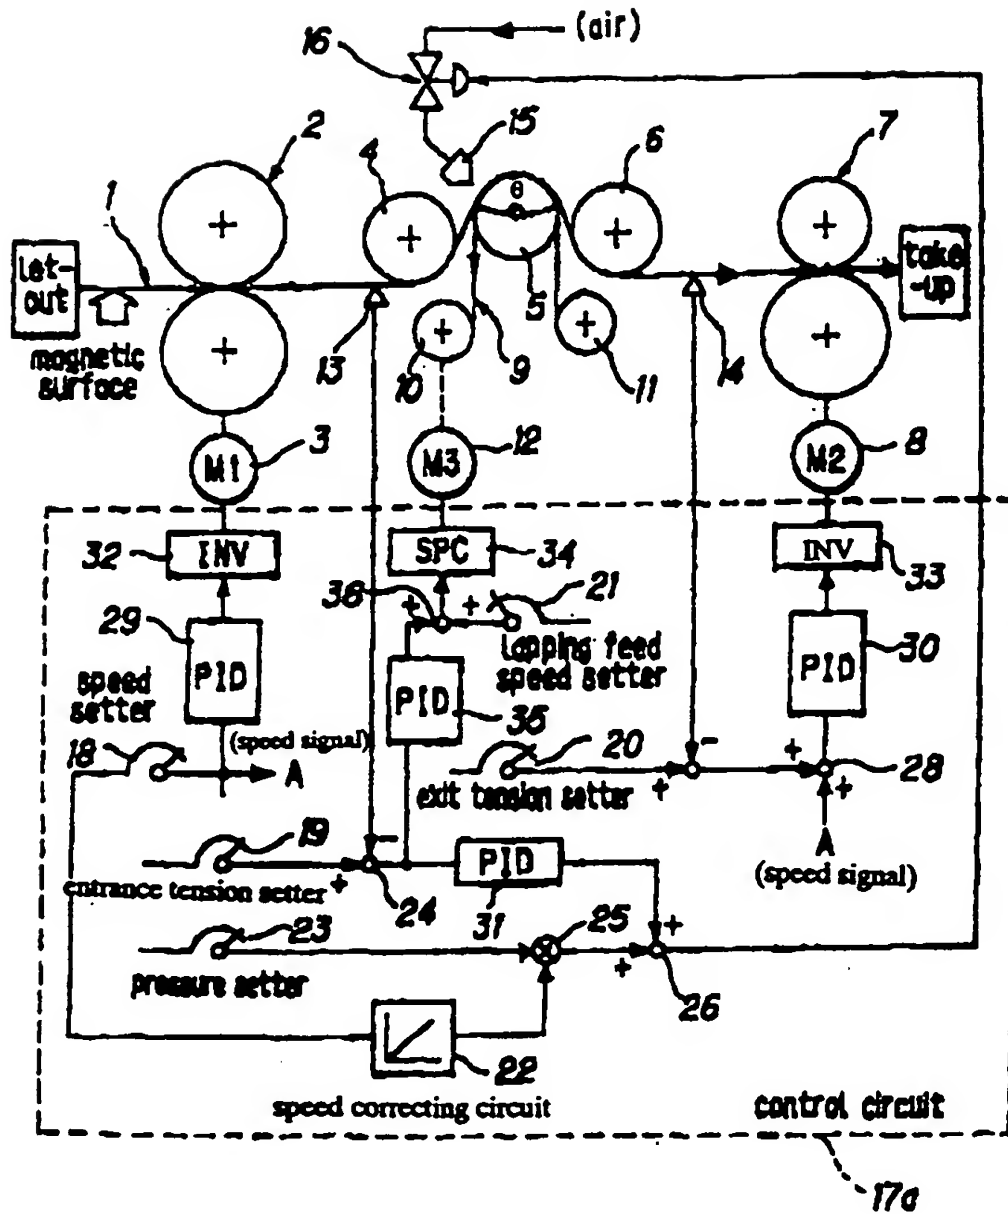 (air)
16
15
2
4
6
7
1
θ
let-
out
take
-up
5
magnetic
surface
13
10
9
11
14
3
12
8
M1
M3
M2
32
INV
SPC
34
INV
33
36
+
+
21
29
PID
lapping feed
speed setter
PID
30
speed
setter
PID
35
(speed signal)
18
A
20
-
+
exit tension setter
+
+
28
19
-
PID
A
(speed signal)
entrance tension setter
+
24
31
25
+
23
+
pressure setter
26
22
speed correcting circuit
control circuit
17a